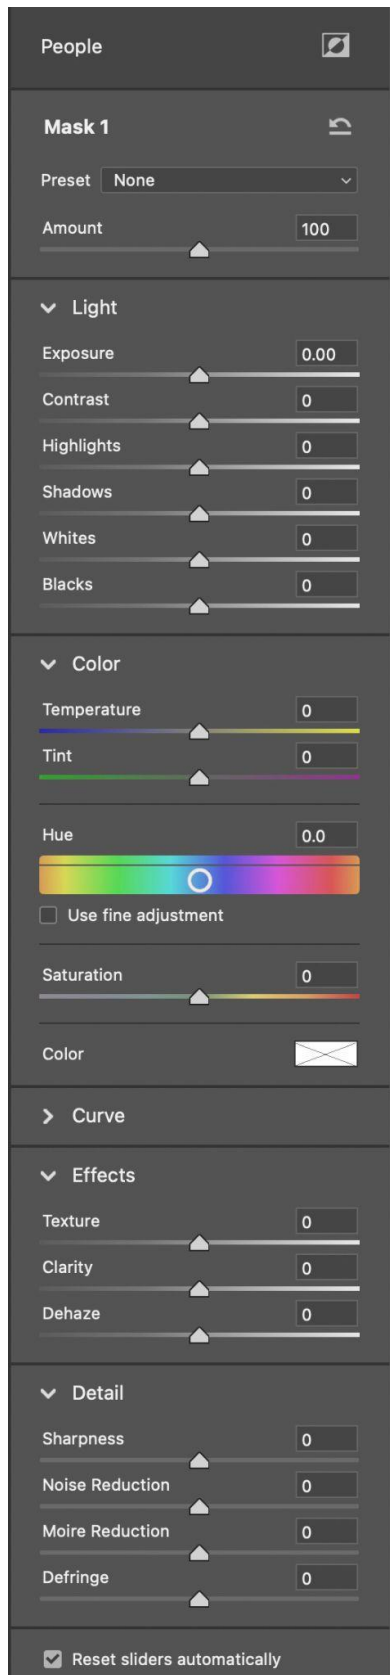 People
Mask 1
Preset None
Amount 100
Light
Exposure 0.00
Contrast 0
Highlights 0
Shadows 0
Whites 0
Blacks 0
Color
Temperature 0
Tint 0
Hue 0.0
Use fine adjustment
Saturation 0
Color
Curve
Effects
Texture 0
Clarity 0
Dehaze 0
Detail
Sharpness 0
Noise Reduction 0
Moire Reduction 0
Defringe 0
Reset sliders automatically